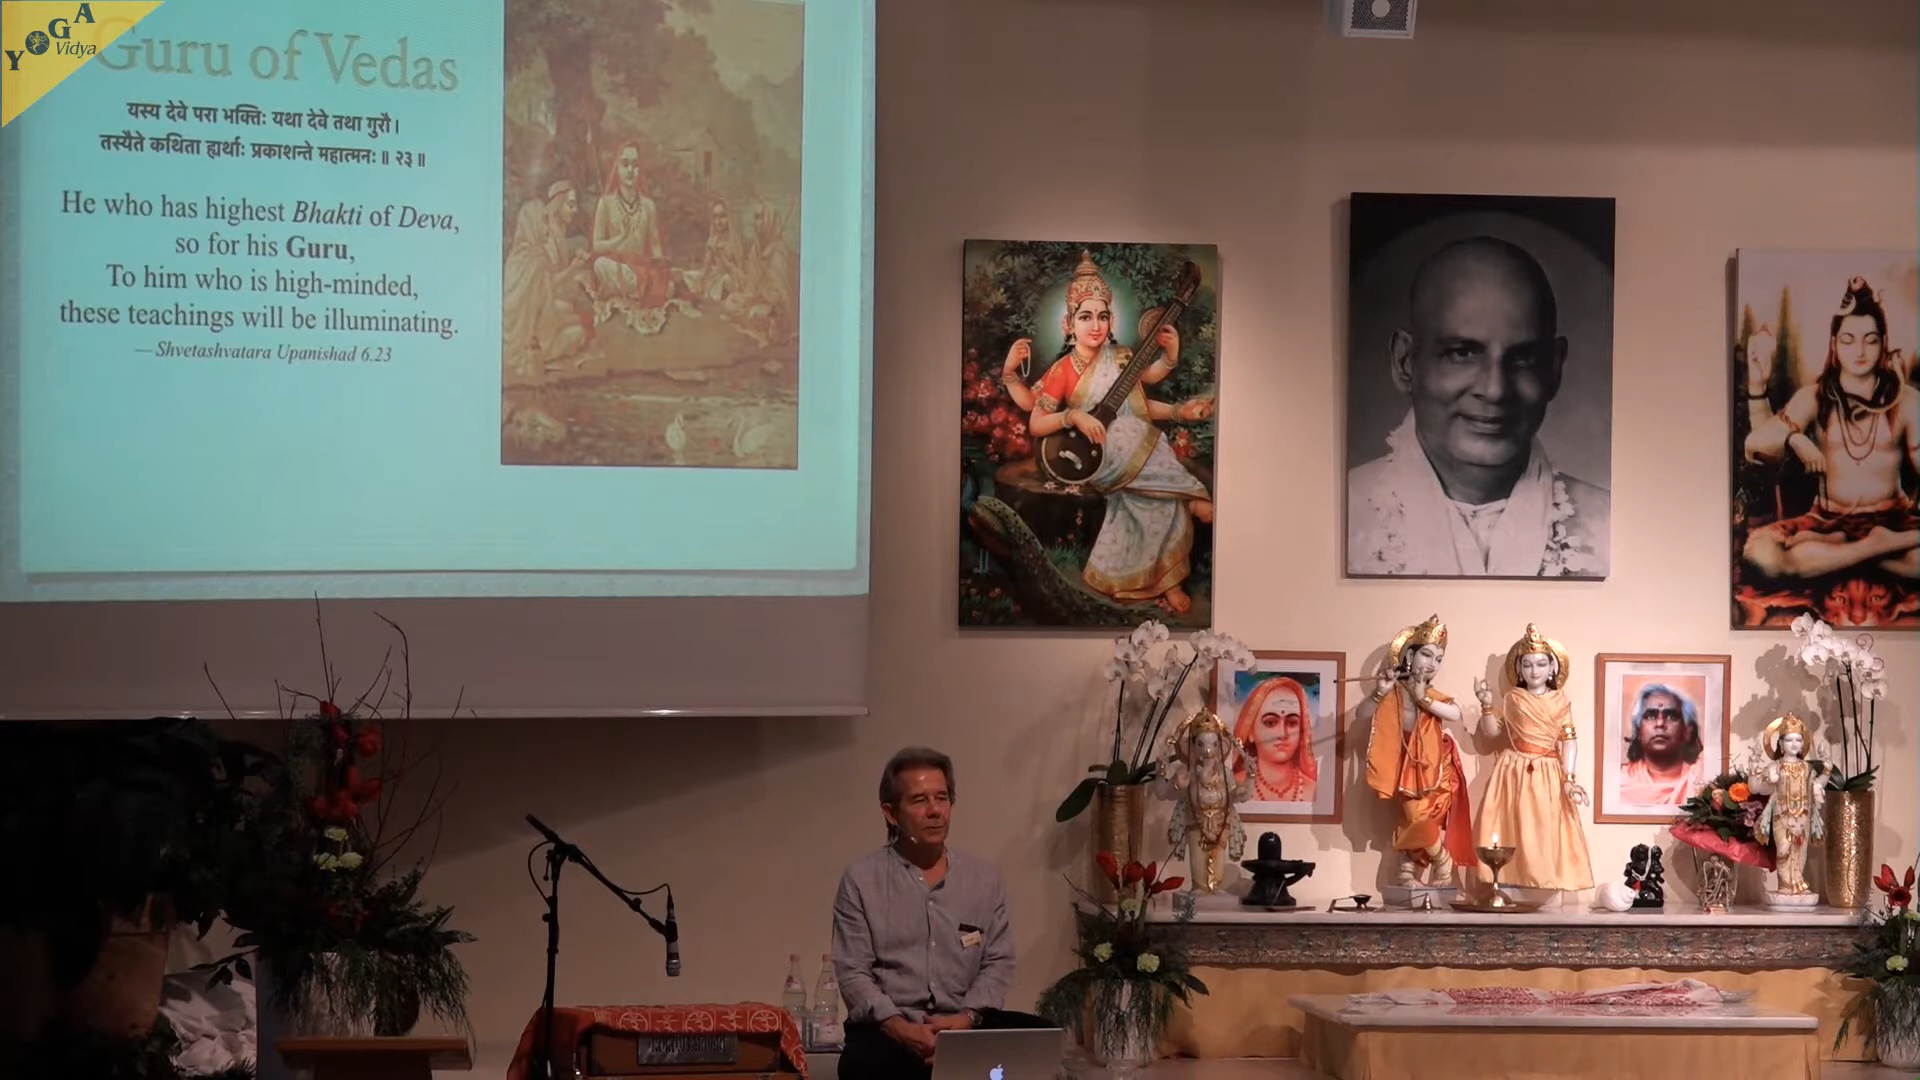 YOGA
Vidya
Guru of Vedas
यस्य देवे परा भक्तिः यथा देवे तथा गुरौ।
तस्यैते कथिता ह्यर्थाः प्रकाशन्ते महात्मनः॥ २३॥
He who has highest Bhakti of Deva,
so for his Guru,
To him who is high-minded,
these teachings will be illuminating.
— Shvetashvatara Upanishad 6.23